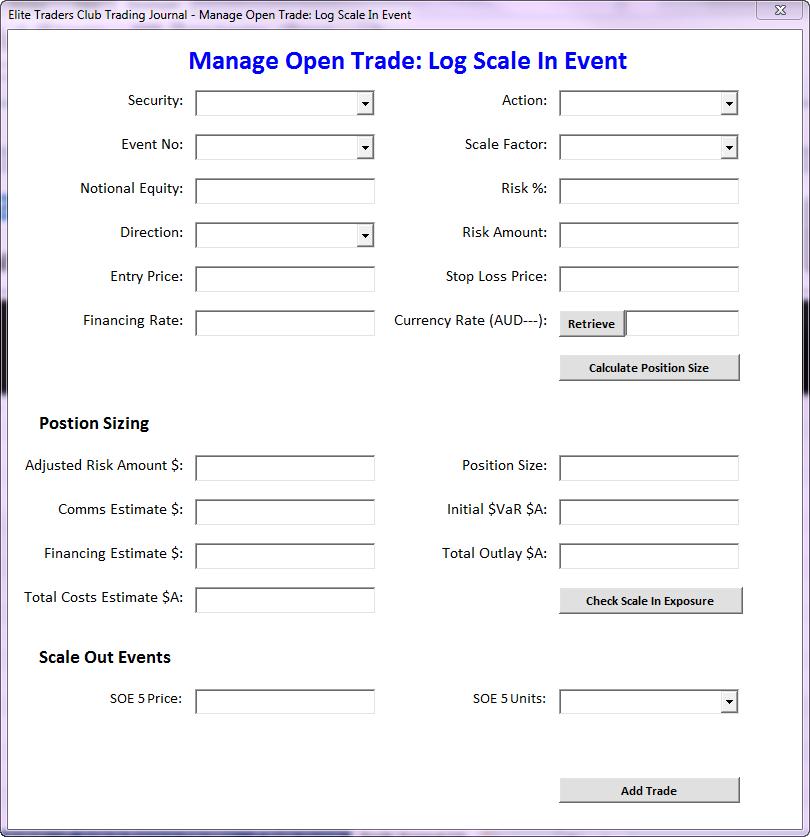 Elite Traders Club Trading Journal - Manage Open Trade: Log Scale In Event
Manage Open Trade: Log Scale In Event
Security: Action:
Event No: Scale Factor:
Notional Equity: Risk %:
Direction: Risk Amount:
Entry Price: Stop Loss Price:
Financing Rate: Currency Rate (AUD---): Retrieve
Calculate Position Size
Postion Sizing
Adjusted Risk Amount $: Position Size:
Comms Estimate $: Initial $VaR $A:
Financing Estimate $: Total Outlay $A:
Total Costs Estimate $A: Check Scale In Exposure
Scale Out Events
SOE 5 Price: SOE 5 Units:
Add Trade